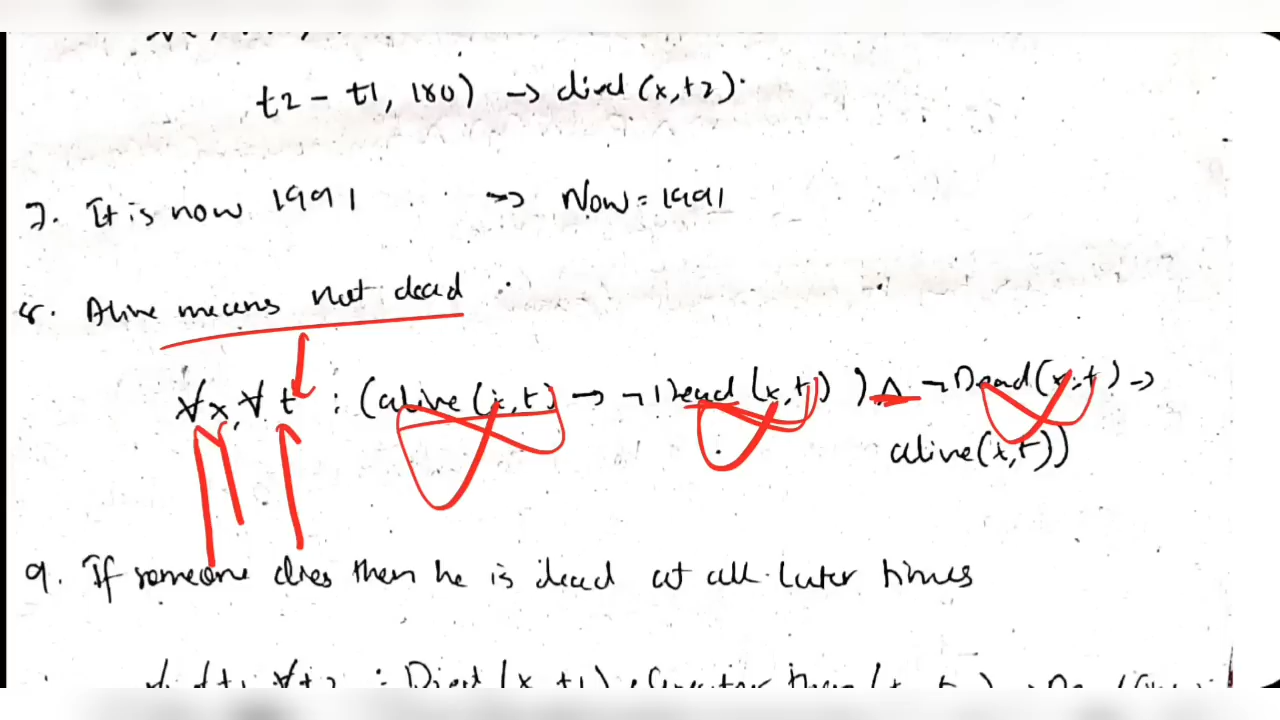 t2 - t1, 180) → died (x, t2).
7. It is now 1991 → Now = 1991
8. Alive means not dead
∀x, ∀t : (alive (x, t) → ¬Dead (x, t) ) ∧ ¬Dead (x, t) →
alive (x, t))
9. If someone dies then he is dead at all later times